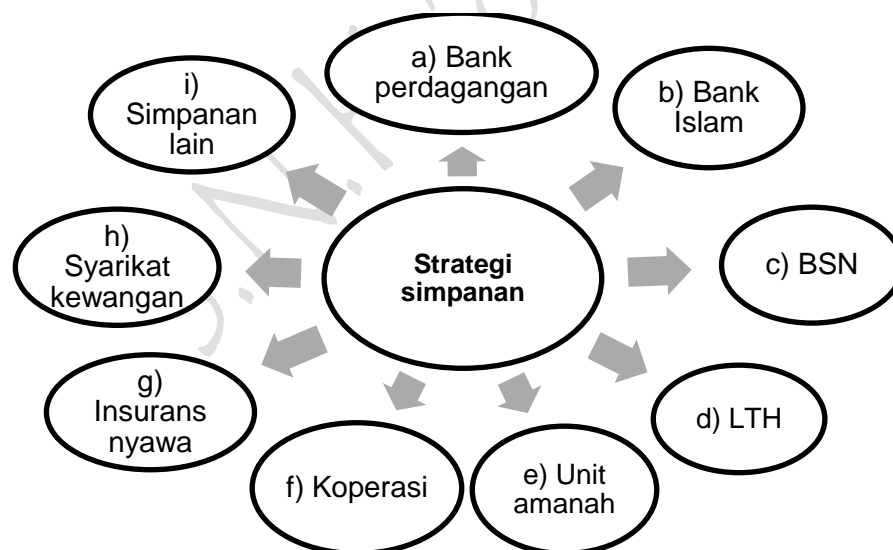 a) Bank
perdagangan
b) Bank
Islam
c) BSN
d) LTH
e) Unit
amanah
f) Koperasi
g)
Insurans
nyawa
h)
Syarikat
kewangan
i)
Simpanan
lain
Strategi
simpanan